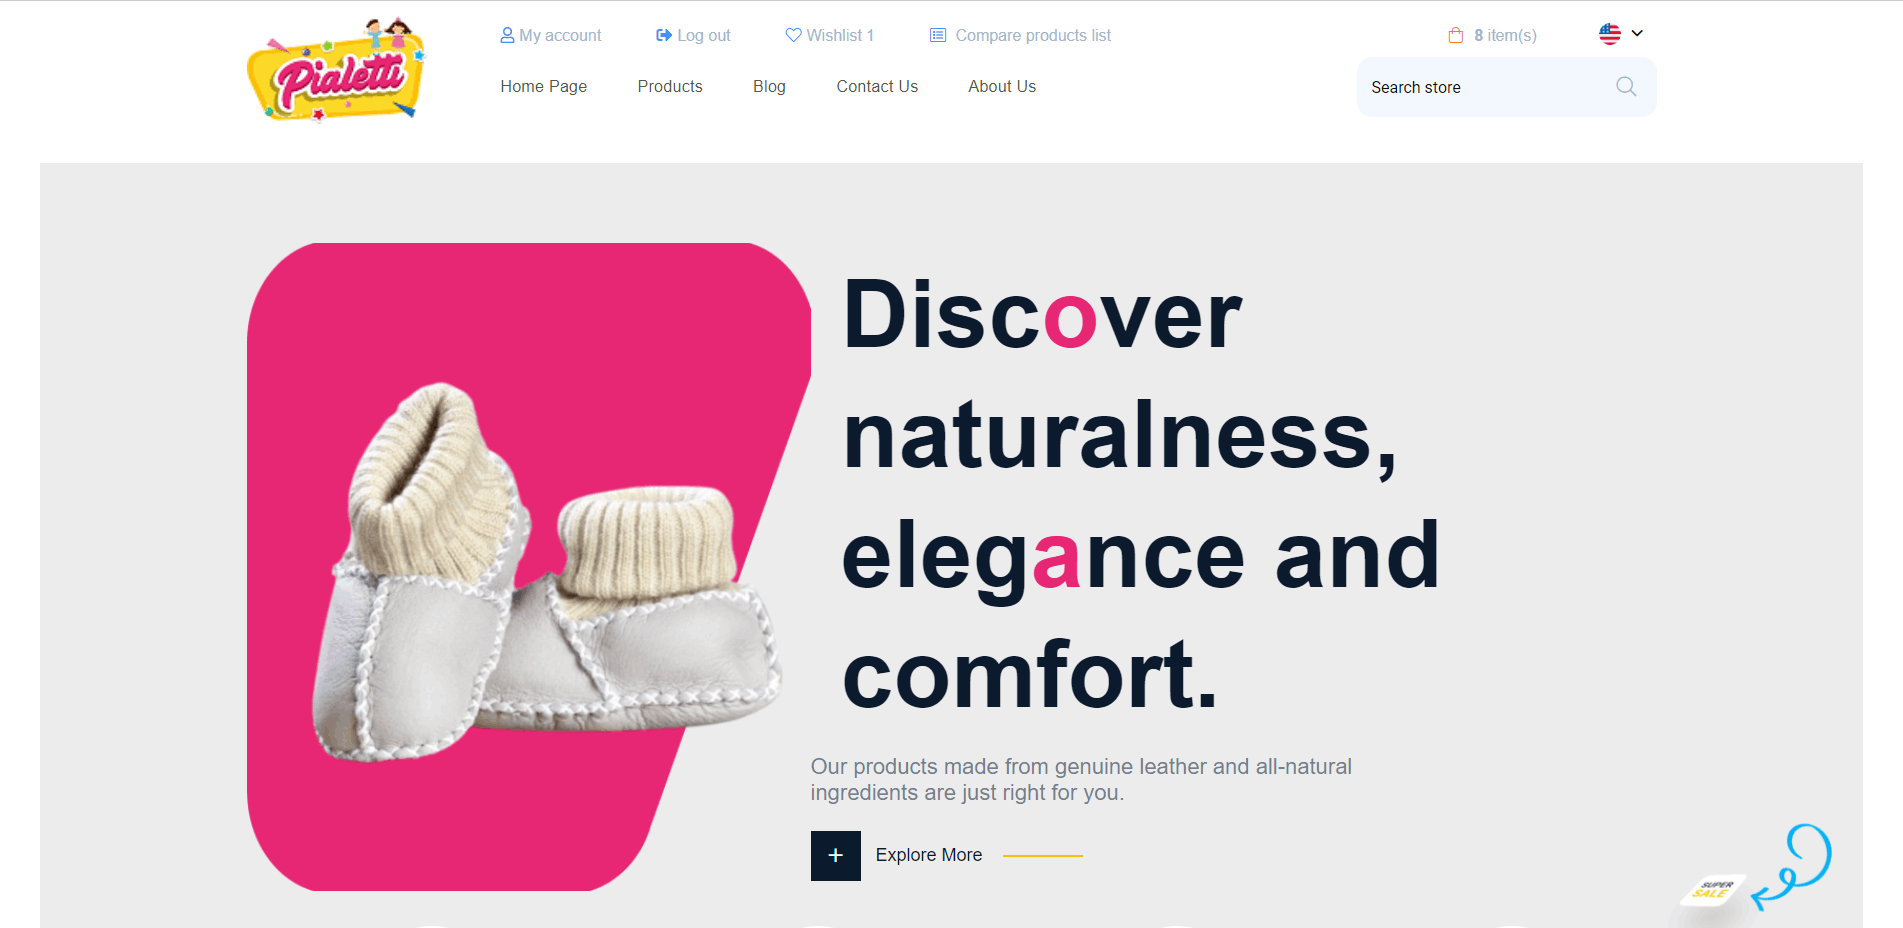 Pialetti
My account
Log out
Wishlist 1
Compare products list
8 item(s)
Home Page
Products
Blog
Contact Us
About Us
Search store
Discover
naturalness,
elegance and
comfort.
Our products made from genuine leather and all-natural
ingredients are just right for you.
+ Explore More
SUPER
SALE